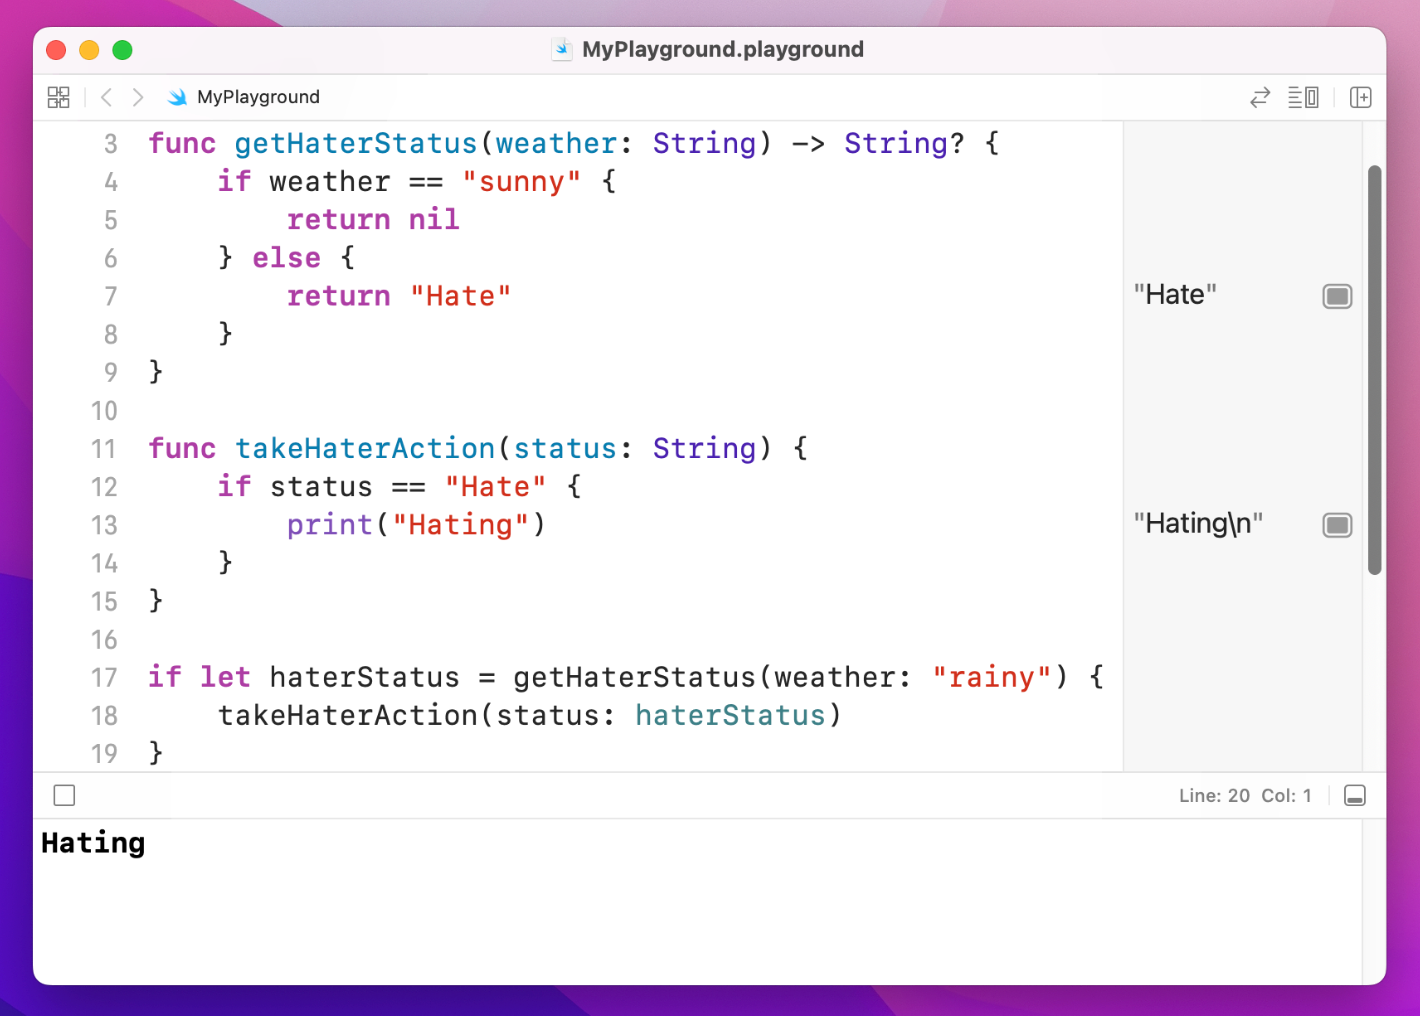 MyPlayground.playground
MyPlayground
3 func getHaterStatus(weather: String) -> String? {
4 if weather == "sunny" {
5 return nil
6 } else {
7 return "Hate" "Hate"
8 }
9 }
10
11 func takeHaterAction(status: String) {
12 if status == "Hate" {
13 print("Hating") "Hating\n"
14 }
15 }
16
17 if let haterStatus = getHaterStatus(weather: "rainy") {
18 takeHaterAction(status: haterStatus)
19 }
Line: 20 Col: 1
Hating